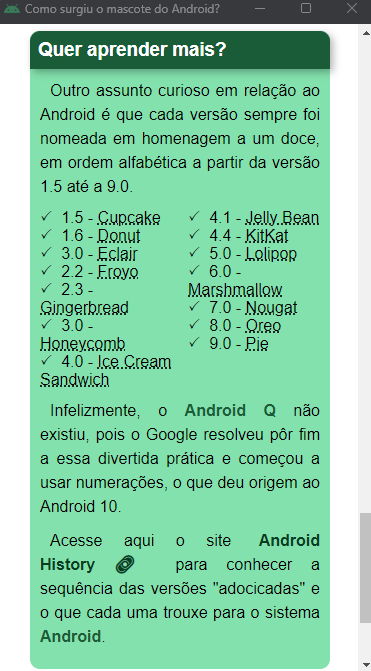 Como surgiu o mascote do Android?
Quer aprender mais?
Outro assunto curioso em relação ao
Android é que cada versão sempre foi
nomeada em homenagem a um doce,
em ordem alfabética a partir da versão
1.5 até a 9.0.
✓ 1.5 - Cupcake
✓ 1.6 - Donut
✓ 3.0 - Eclair
✓ 2.2 - Froyo
✓ 2.3 -
Gingerbread
✓ 3.0 -
Honeycomb
✓ 4.0 - Ice Cream
Sandwich
✓ 4.1 - Jelly Bean
✓ 4.4 - KitKat
✓ 5.0 - Lolipop
✓ 6.0 -
Marshmallow
✓ 7.0 - Nougat
✓ 8.0 - Oreo
✓ 9.0 - Pie
Infelizmente, o Android Q não
existiu, pois o Google resolveu pôr fim
a essa divertida prática e começou a
usar numerações, o que deu origem ao
Android 10.
Acesse aqui o site Android
History para conhecer a
sequência das versões "adocicadas" e
o que cada uma trouxe para o sistema
Android.